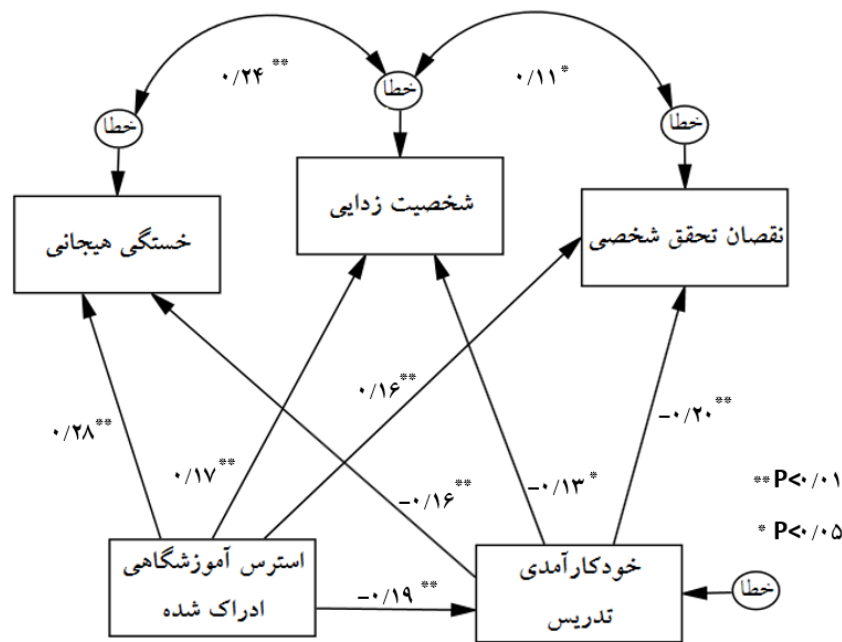 ۰/۲۴ **
۰/۱۱ *
خطا
خطا
خطا
شخصیت زدایی
خستگی هیجانی
نقصان تحقق شخصی
۰/۲۸ **
۰/۱۷ **
۰/۱۶ **
-۰/۱۶ **
-۰/۱۳ *
-۰/۲۰ **
** P<۰/۰۱
* P<۰/۰۵
استرس آموزشگاهی
ادراک شده
-۰/۱۹ **
خودکارآمدی
تدریس
خطا